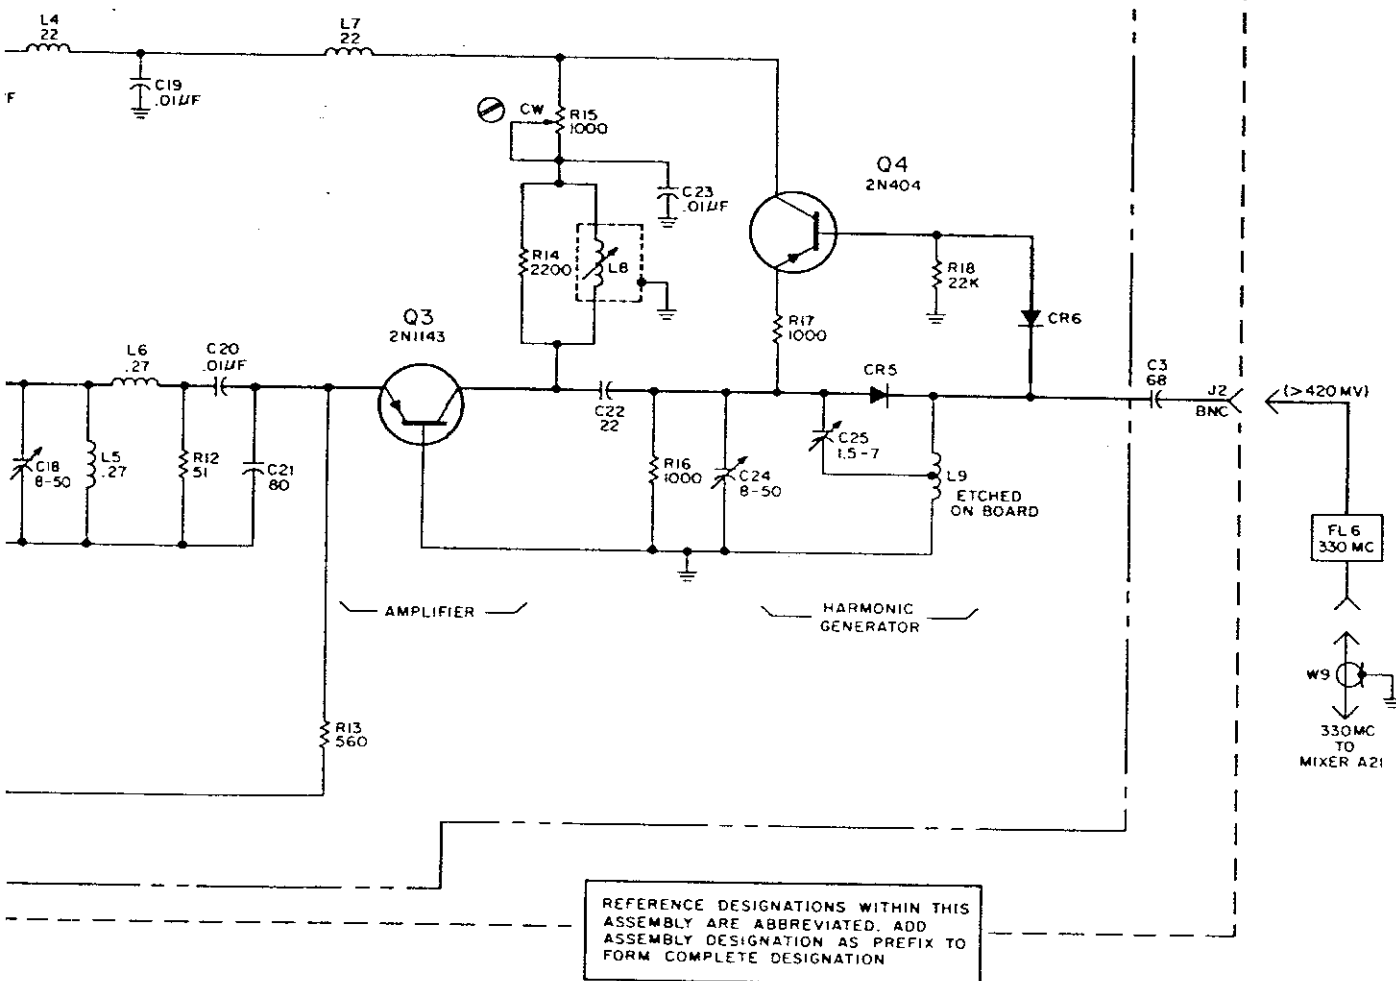 L4
22
L7
22
C19
.01UF
F
CW
R15
1000
C23
.01UF
Q4
2N404
R14
2200
L8
R18
22K
R17
1000
CR6
Q3
2N1143
L6
.27
C20
.01UF
C22
22
CR5
C3
68
J2
BNC
(>420 MV)
C18
8-50
L5
.27
R12
51
C21
80
R16
1000
C24
8-50
C25
1.5-7
L9
ETCHED
ON BOARD
FL6
330 MC
AMPLIFIER
HARMONIC
GENERATOR
W9
330MC
TO
MIXER A21
R13
560
REFERENCE DESIGNATIONS WITHIN THIS
ASSEMBLY ARE ABBREVIATED. ADD
ASSEMBLY DESIGNATION AS PREFIX TO
FORM COMPLETE DESIGNATION